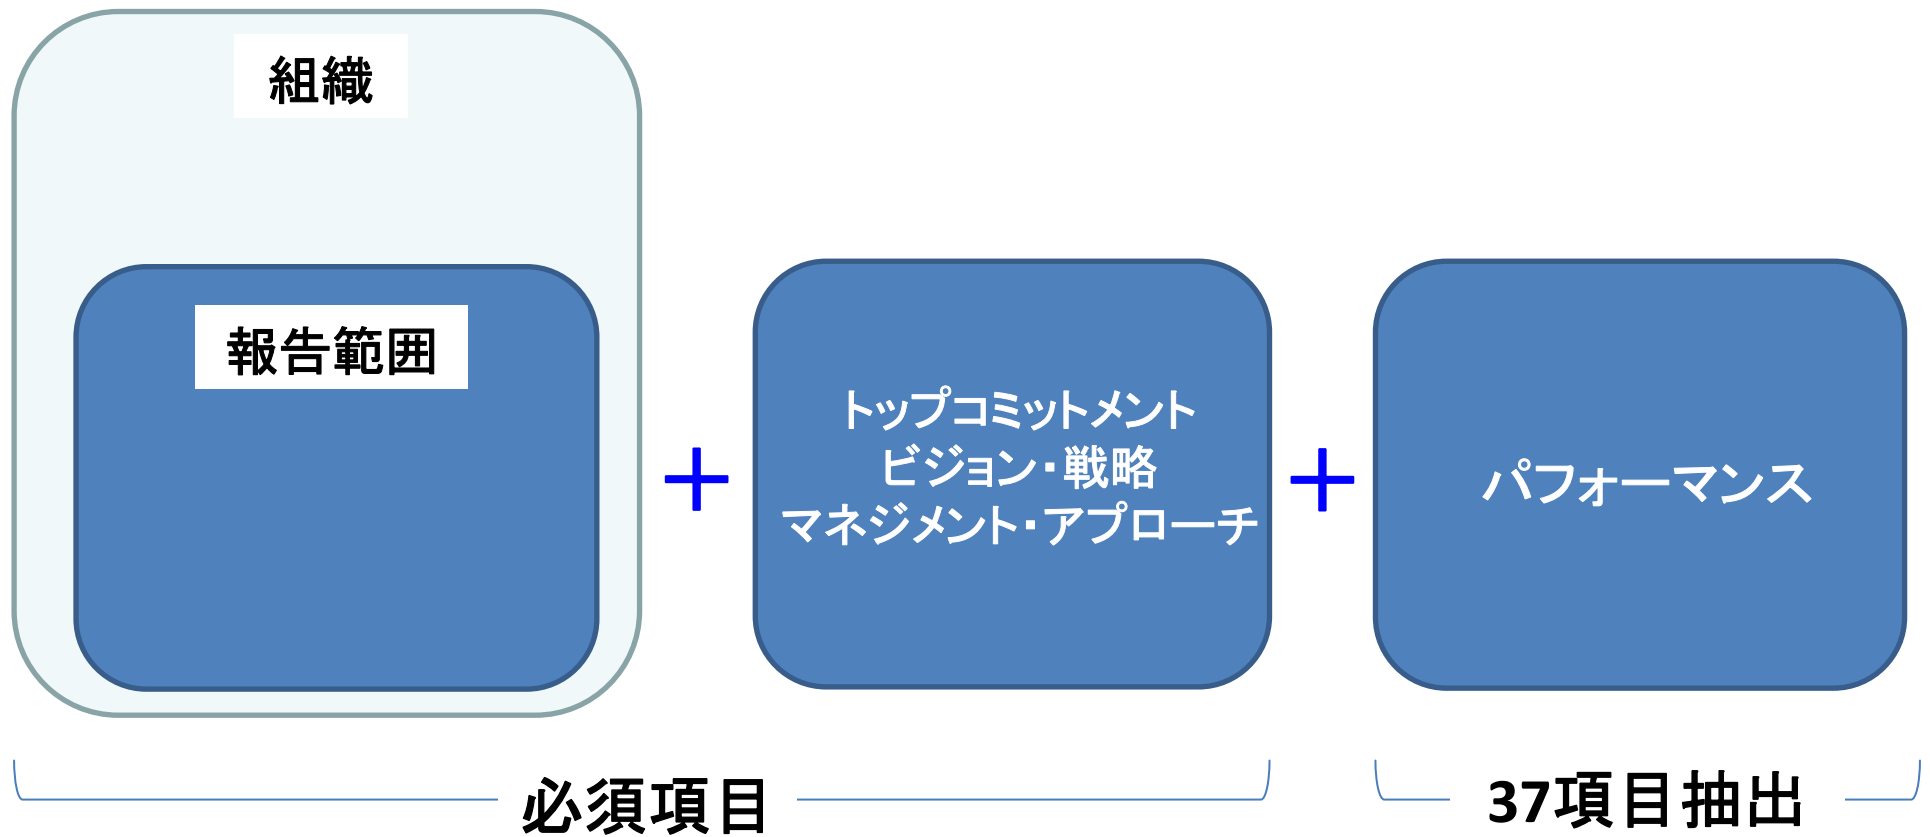 組織
報告範囲
＋
トップコミットメント
ビジョン・戦略
マネジメント・アプローチ
＋
パフォーマンス
必須項目
37項目抽出